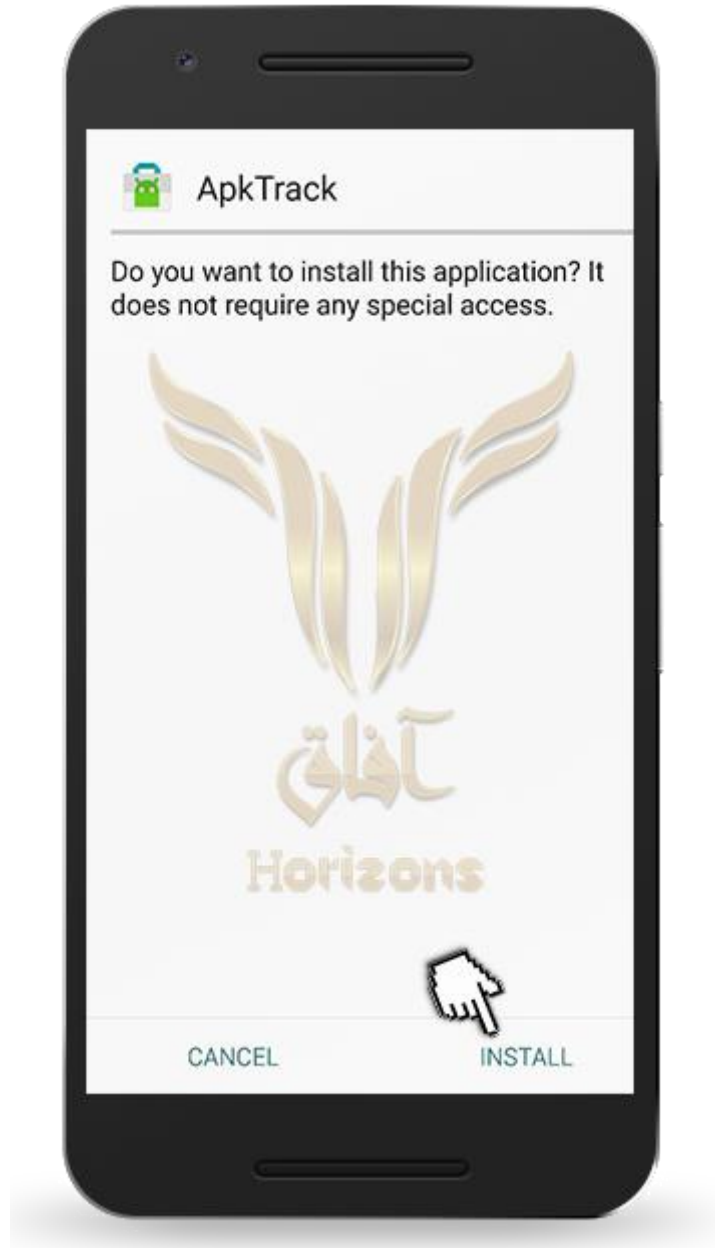 ApkTrack
Do you want to install this application? It
does not require any special access.
آفاق
Horizons
CANCEL INSTALL